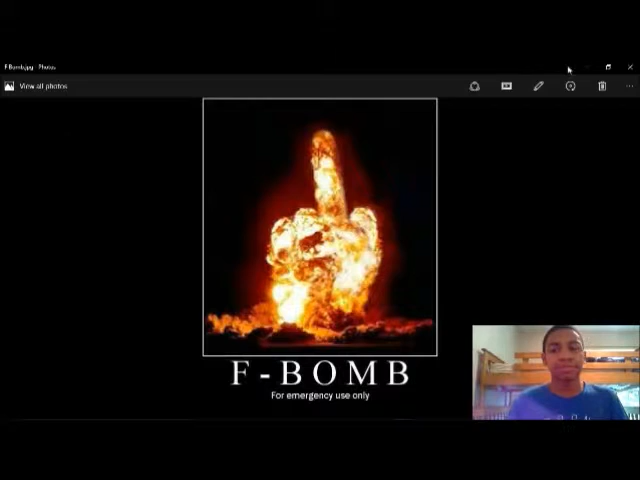 F-Bomb.jpg - Photos
View all photos
F - BOMB
For emergency use only